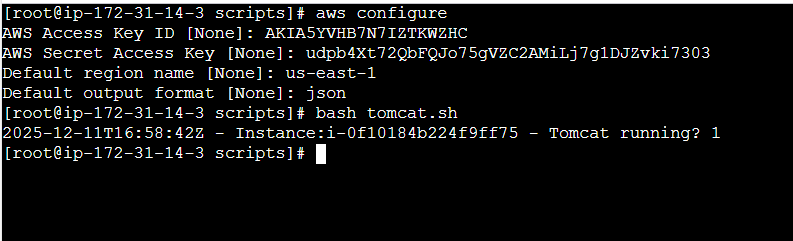 [root@ip-172-31-14-3 scripts]# aws configure
AWS Access Key ID [None]: AKIA5YVHB7N7IZTKWZHC
AWS Secret Access Key [None]: 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
Default region name [None]: us-east-1
Default output format [None]: json
[root@ip-172-31-14-3 scripts]# bash tomcat.sh
2025-12-11T16:58:42Z - Instance:i-0f10184b224f9ff75 - Tomcat running? 1
[root@ip-172-31-14-3 scripts]#